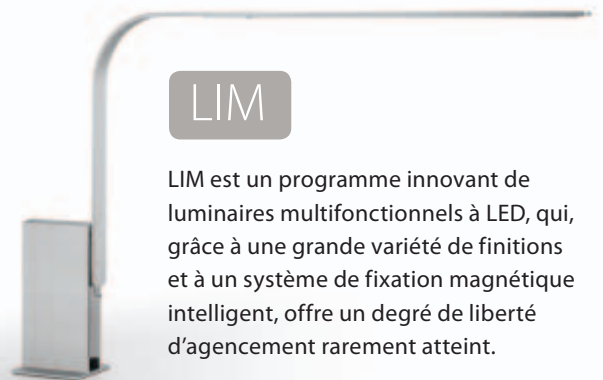 LIM
LIM est un programme innovant de
luminaires multifonctionnels à LED, qui,
grâce à une grande variété de finitions
et à un système de fixation magnétique
intelligent, offre un degré de liberté
d'agencement rarement atteint.